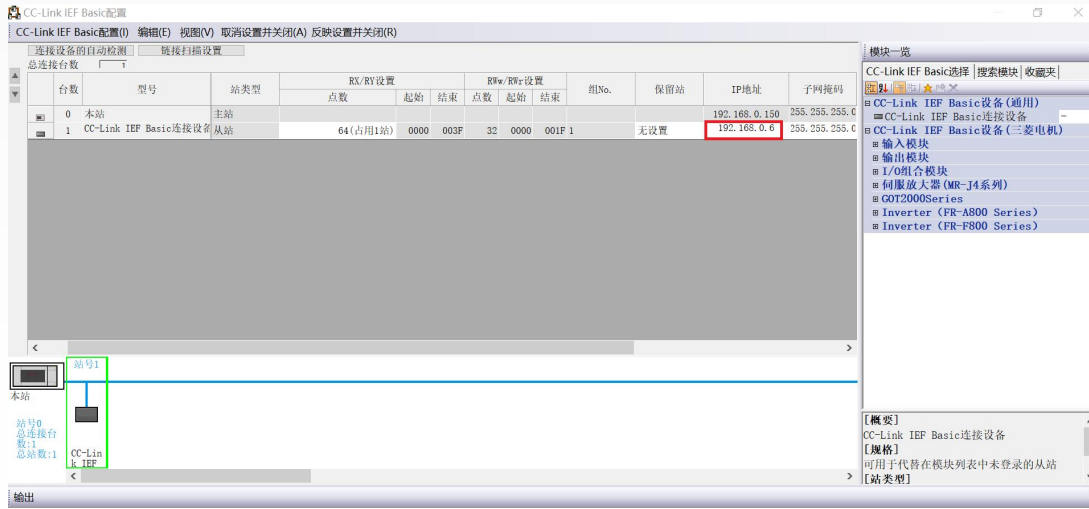 CC-Link IEF Basic配置
CC-Link IEF Basic配置(I) 编辑(E) 视图(V) 取消设置并关闭(A) 反映设置并关闭(R)
连接设备的自动检测 链接扫描设置
总连接台数 1
台数 型号 站类型 RX/RY设置 RWw/RWr设置 组No. 保留站 IP地址 子网掩码
点数 起始 结束 点数 起始 结束
0 本站 主站 192.168.0.150 255.255.255.0
1 CC-Link IEF Basic连接设备 从站 64(占用1站) 0000 003F 32 0000 001F 1 无设置 192.168.0.6 255.255.255.0
站号1
本站
站号0
总连接台
数:1
总站数:1
CC-Lin
k IEF
输出
模块一览
CC-Link IEF Basic选择 搜索模块 收藏夹
CC-Link IEF Basic设备(通用)
CC-Link IEF Basic连接设备
CC-Link IEF Basic设备(三菱电机)
输入模块
输出模块
I/O组合模块
伺服放大器(MR-J4系列)
GOT2000Series
Inverter (FR-A800 Series)
Inverter (FR-F800 Series)
[概要]
CC-Link IEF Basic连接设备
[规格]
可用于代替在模块列表中未登录的从站
[站类型]